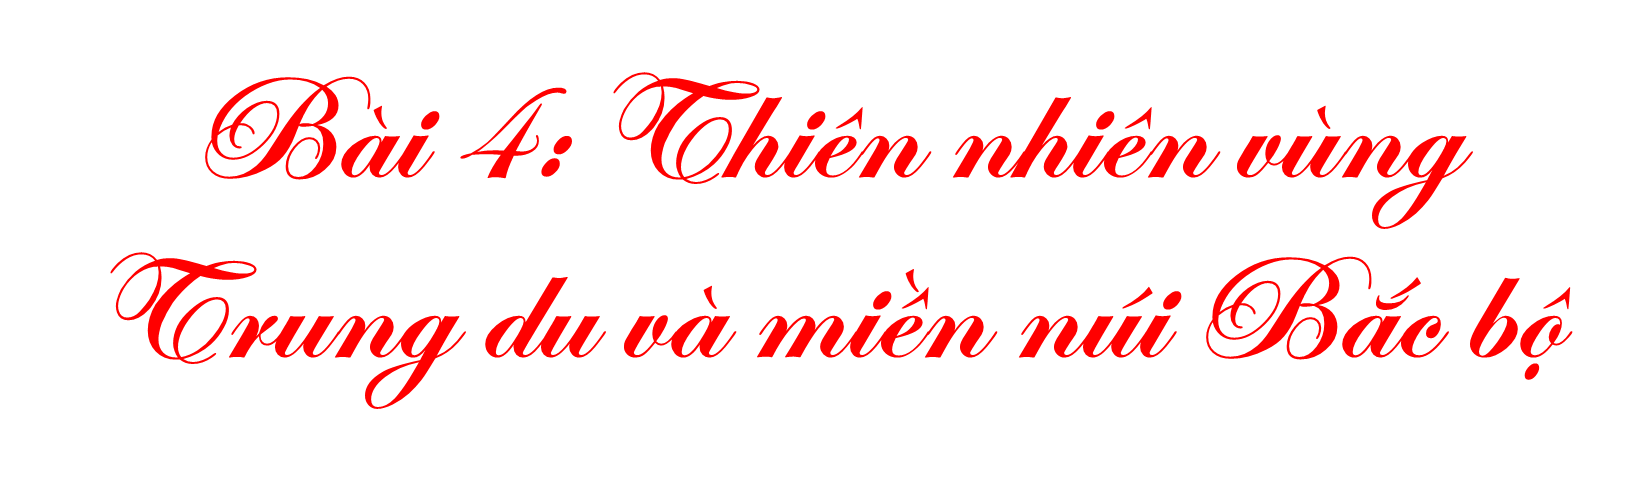 Bài 4: Thiên nhiên vùng
Trung du và miền núi Bắc bộ